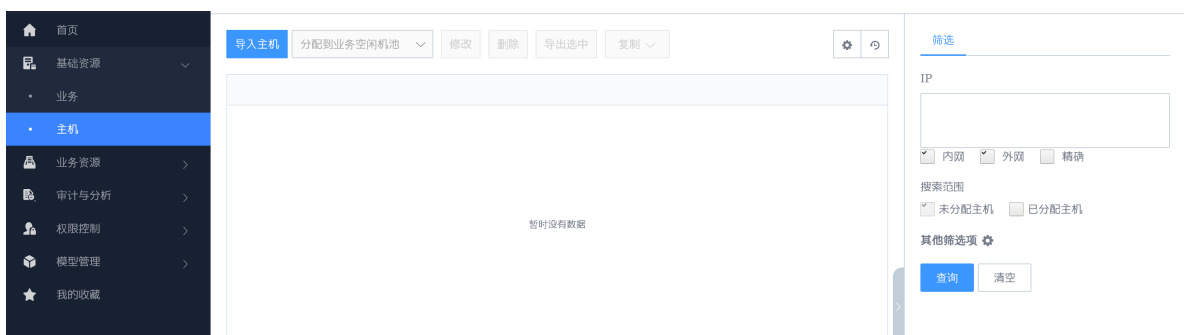 首页
基础资源
业务
主机
业务资源
审计与分析
权限控制
模型管理
我的收藏
导入主机 分配到业务空闲机池 修改 删除 导出选中 复制
暂时没有数据
筛选
IP
内网 外网 精确
搜索范围
未分配主机 已分配主机
其他筛选项
查询 清空